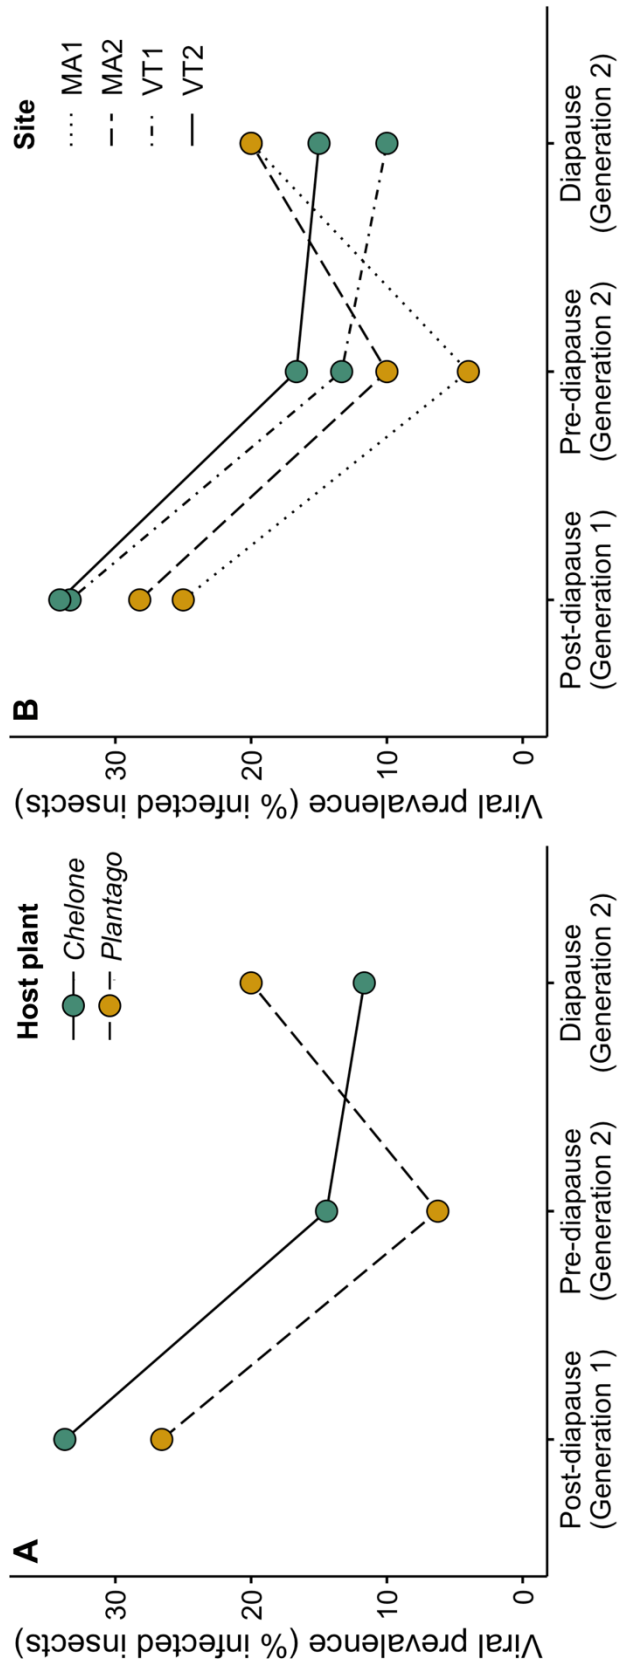 A
Viral prevalence (% infected insects)
30
20
10
0
Host plant
Chelone
Plantago
Post-diapause
(Generation 1)
Pre-diapause
(Generation 2)
Diapause
(Generation 2)
B
Viral prevalence (% infected insects)
30
20
10
0
Site
MA1
MA2
VT1
VT2
Post-diapause
(Generation 1)
Pre-diapause
(Generation 2)
Diapause
(Generation 2)